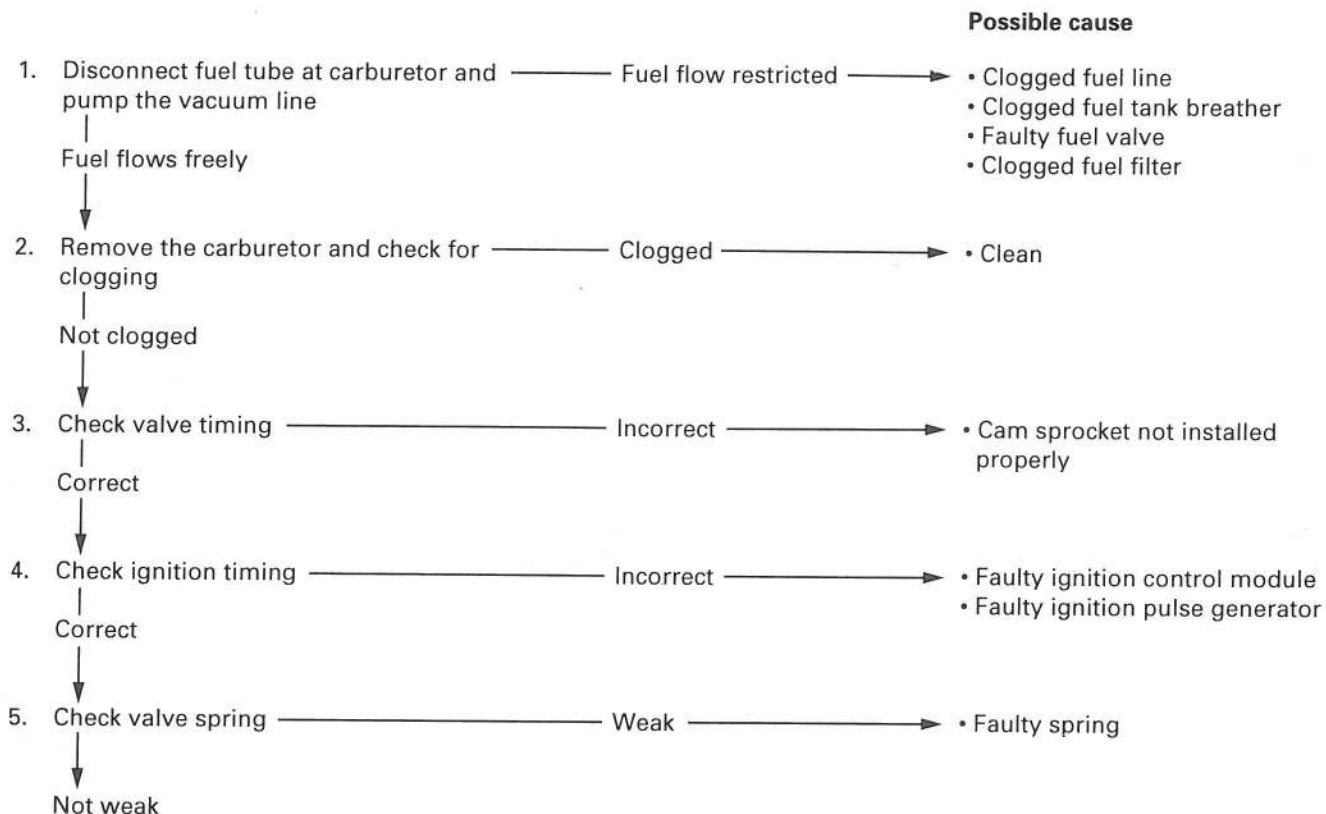 Possible cause
1. Disconnect fuel tube at carburetor and pump the vacuum line
Fuel flow restricted
• Clogged fuel line
• Clogged fuel tank breather
• Faulty fuel valve
• Clogged fuel filter
Fuel flows freely
2. Remove the carburetor and check for clogging
Clogged
• Clean
Not clogged
3. Check valve timing
Incorrect
• Cam sprocket not installed properly
Correct
4. Check ignition timing
Incorrect
• Faulty ignition control module
• Faulty ignition pulse generator
Correct
5. Check valve spring
Weak
• Faulty spring
Not weak